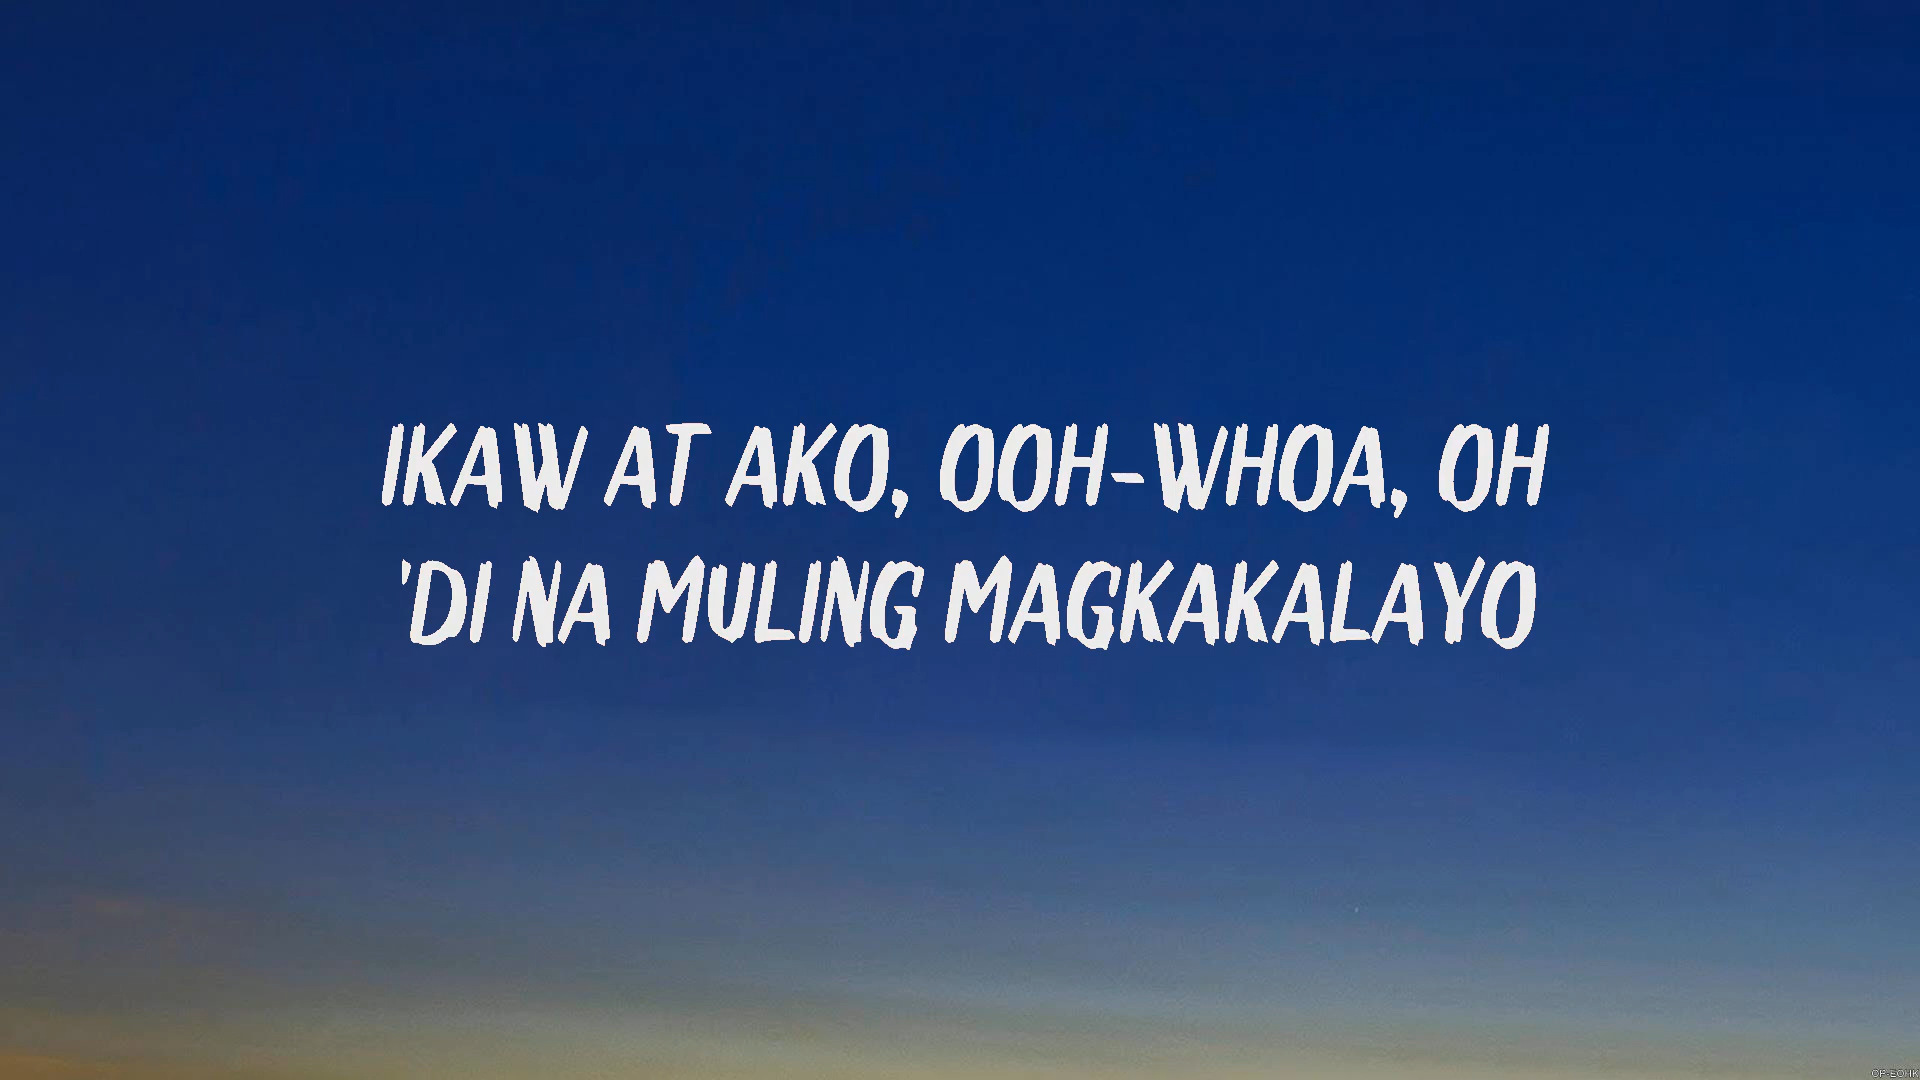 IKAW AT AKO, OOH-WHOA, OH
'DI NA MULING MAGKAKALAYO